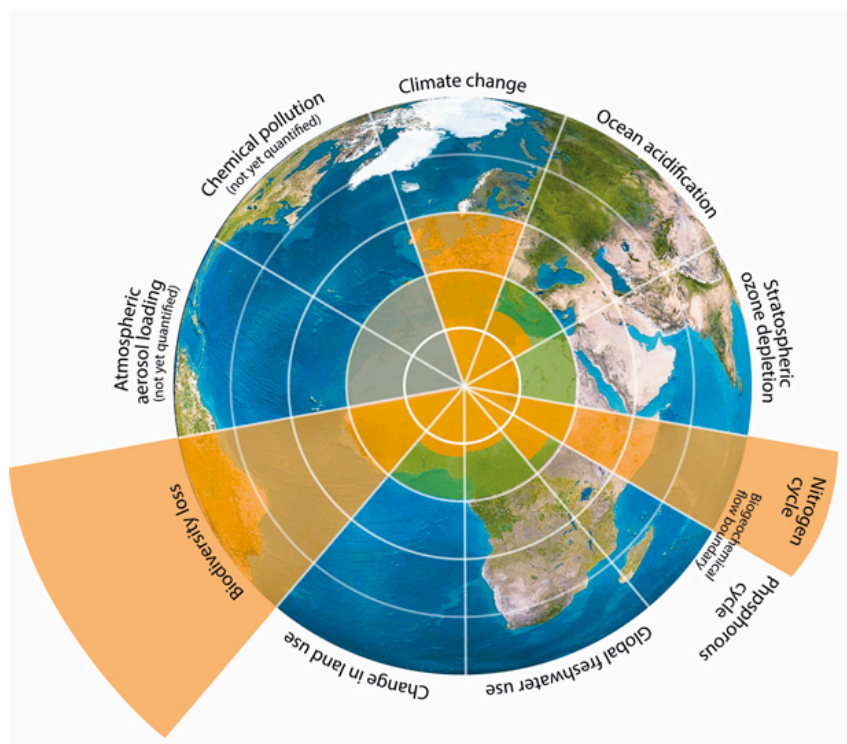 Climate change
Ocean acidification
Stratospheric
ozone depletion
Nitrogen
cycle
Biogeochemical
flow boundary
Phpsphorous
cycle
Global freshwater use
Change in land use
Biodiversity loss
Atmospheric
aerosol loading
(not yet quantified)
Chemical pollution
(not yet quantified)